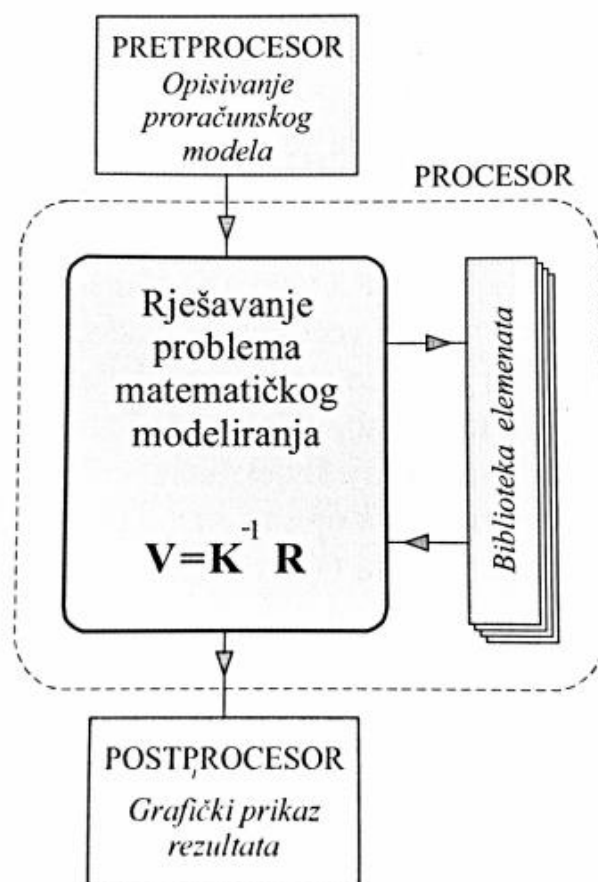 PRETPROCESOR
Opisivanje
proračunskog
modela
PROCESOR
Rješavanje
problema
matematičkog
modeliranja
V=K⁻¹ R
Biblioteka elemenata
POSTPROCESOR
Grafički prikaz
rezultata